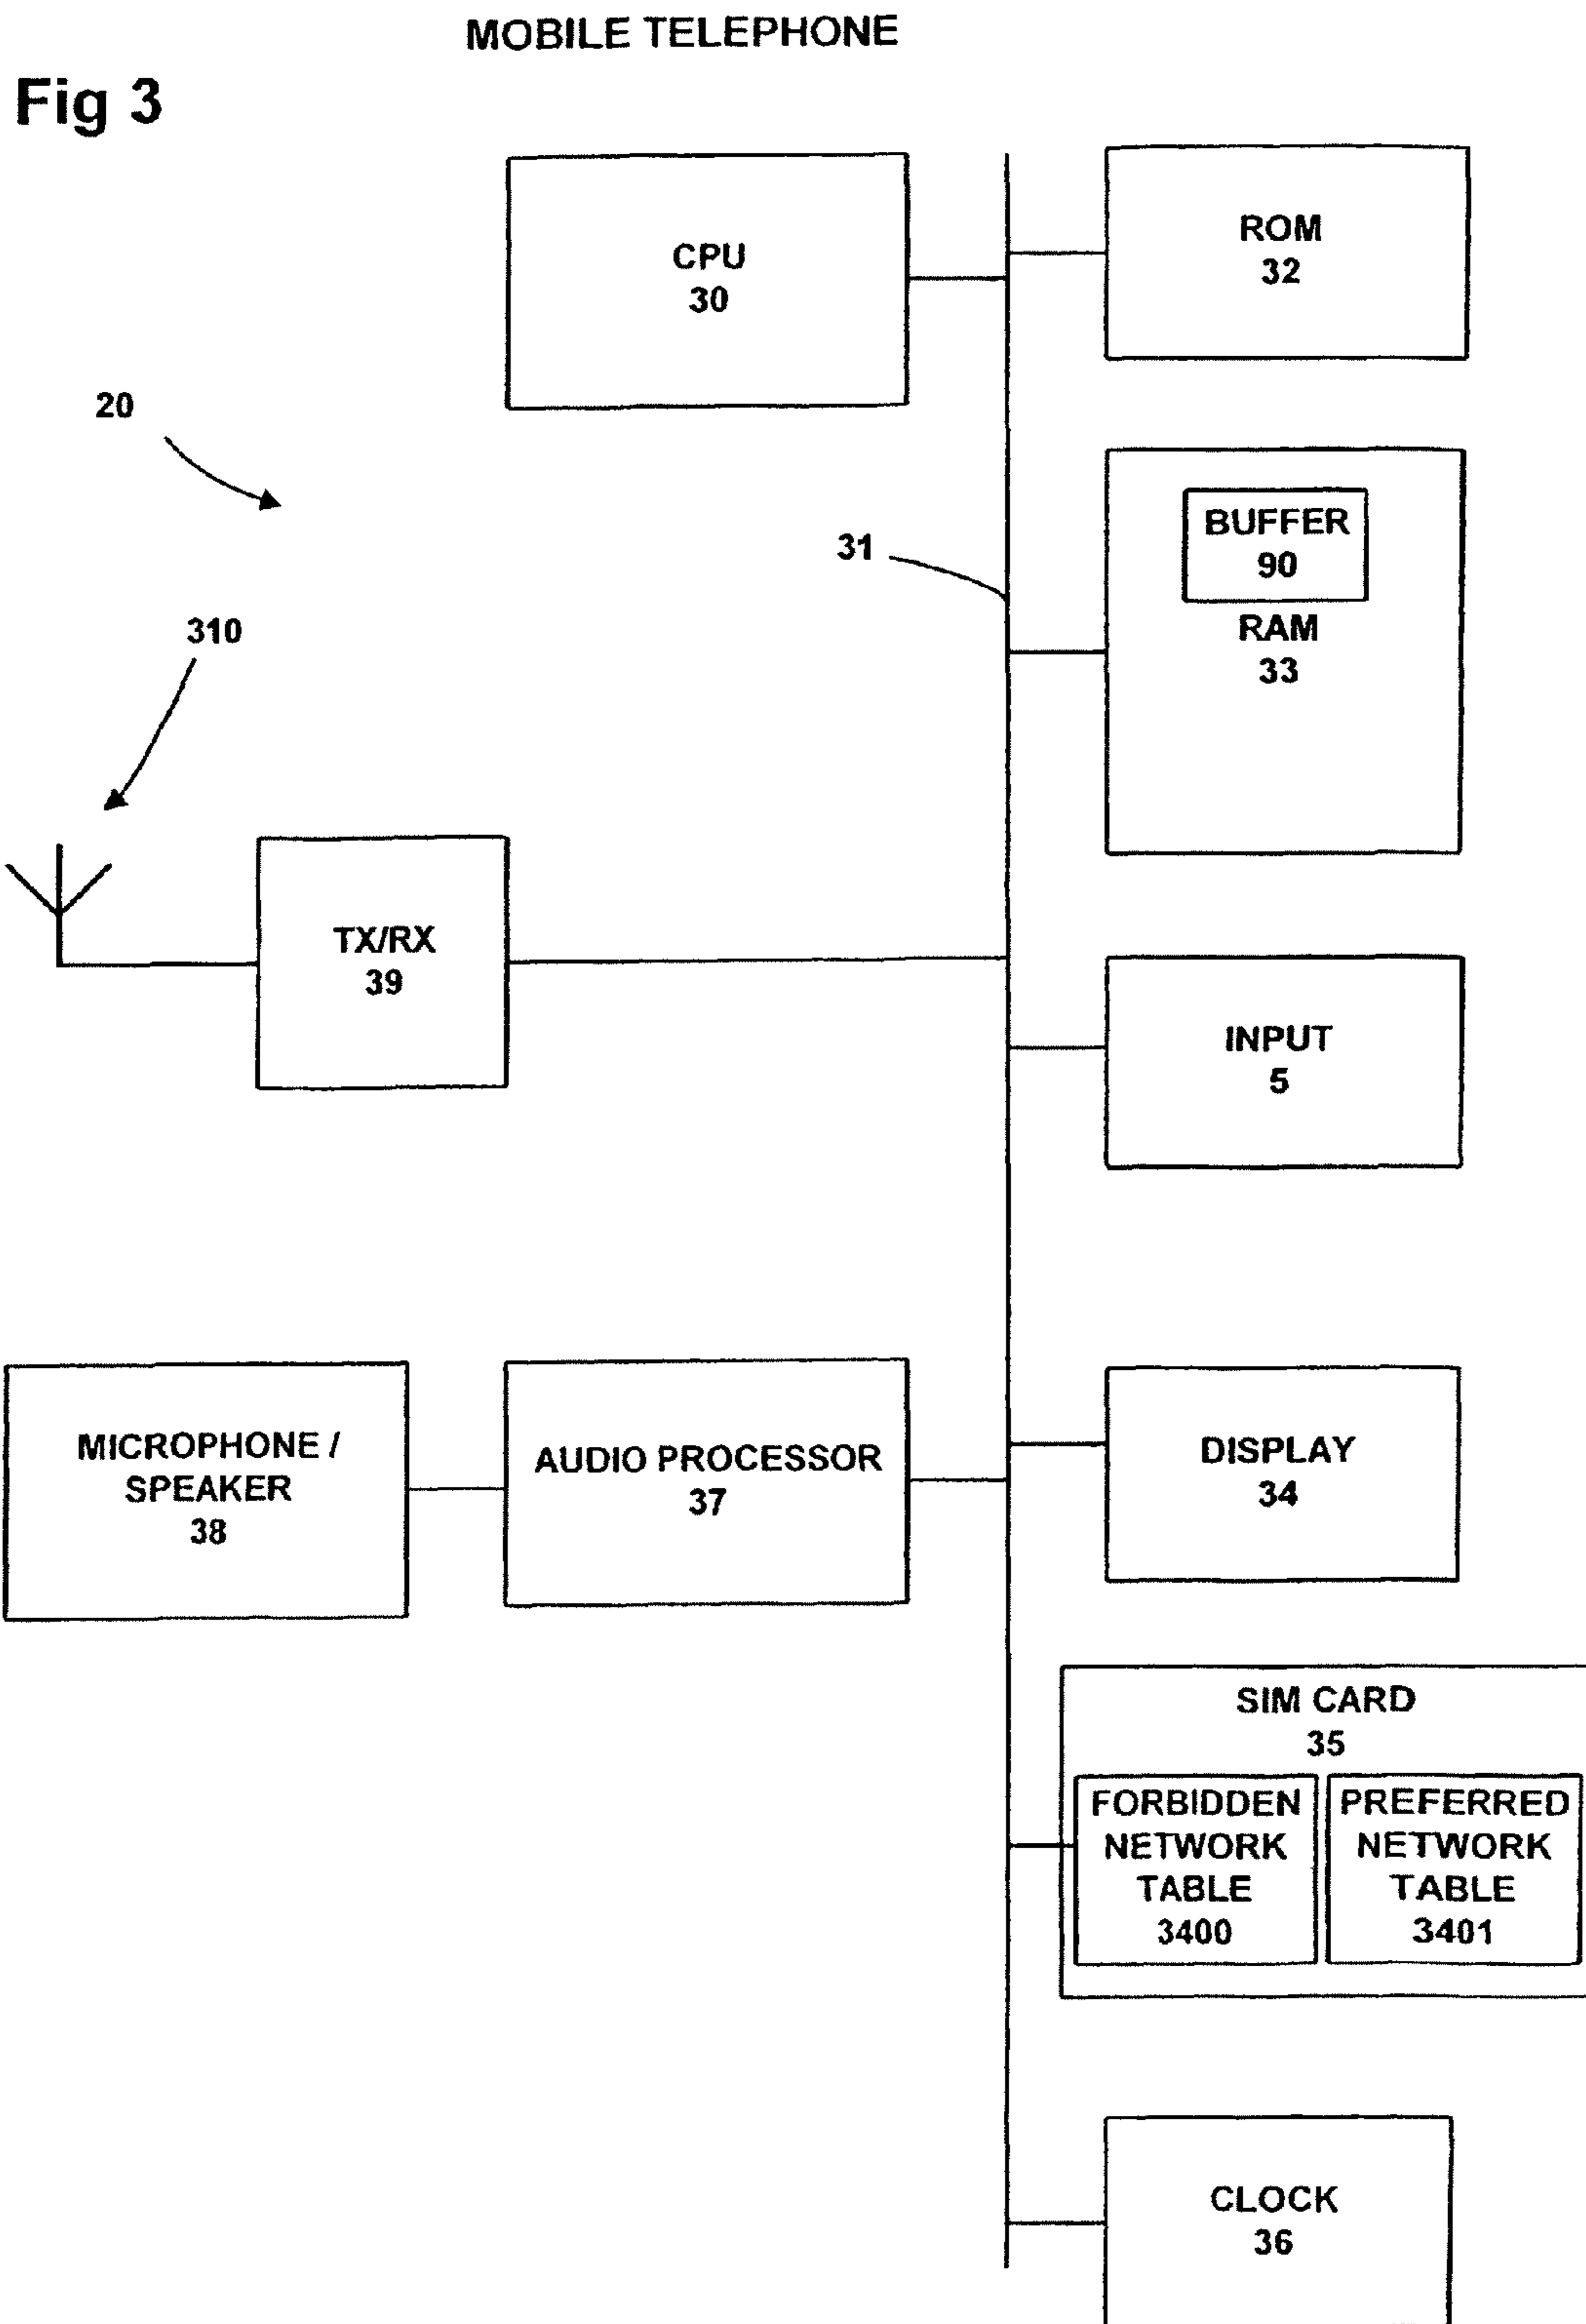 MOBILE TELEPHONE
Fig 3
CPU
30
ROM
32
20
BUFFER
90
RAM
33
31
310
TX/RX
39
INPUT
5
MICROPHONE /
SPEAKER
38
AUDIO PROCESSOR
37
DISPLAY
34
SIM CARD
35
FORBIDDEN
NETWORK
TABLE
3400
PREFERRED
NETWORK
TABLE
3401
CLOCK
36